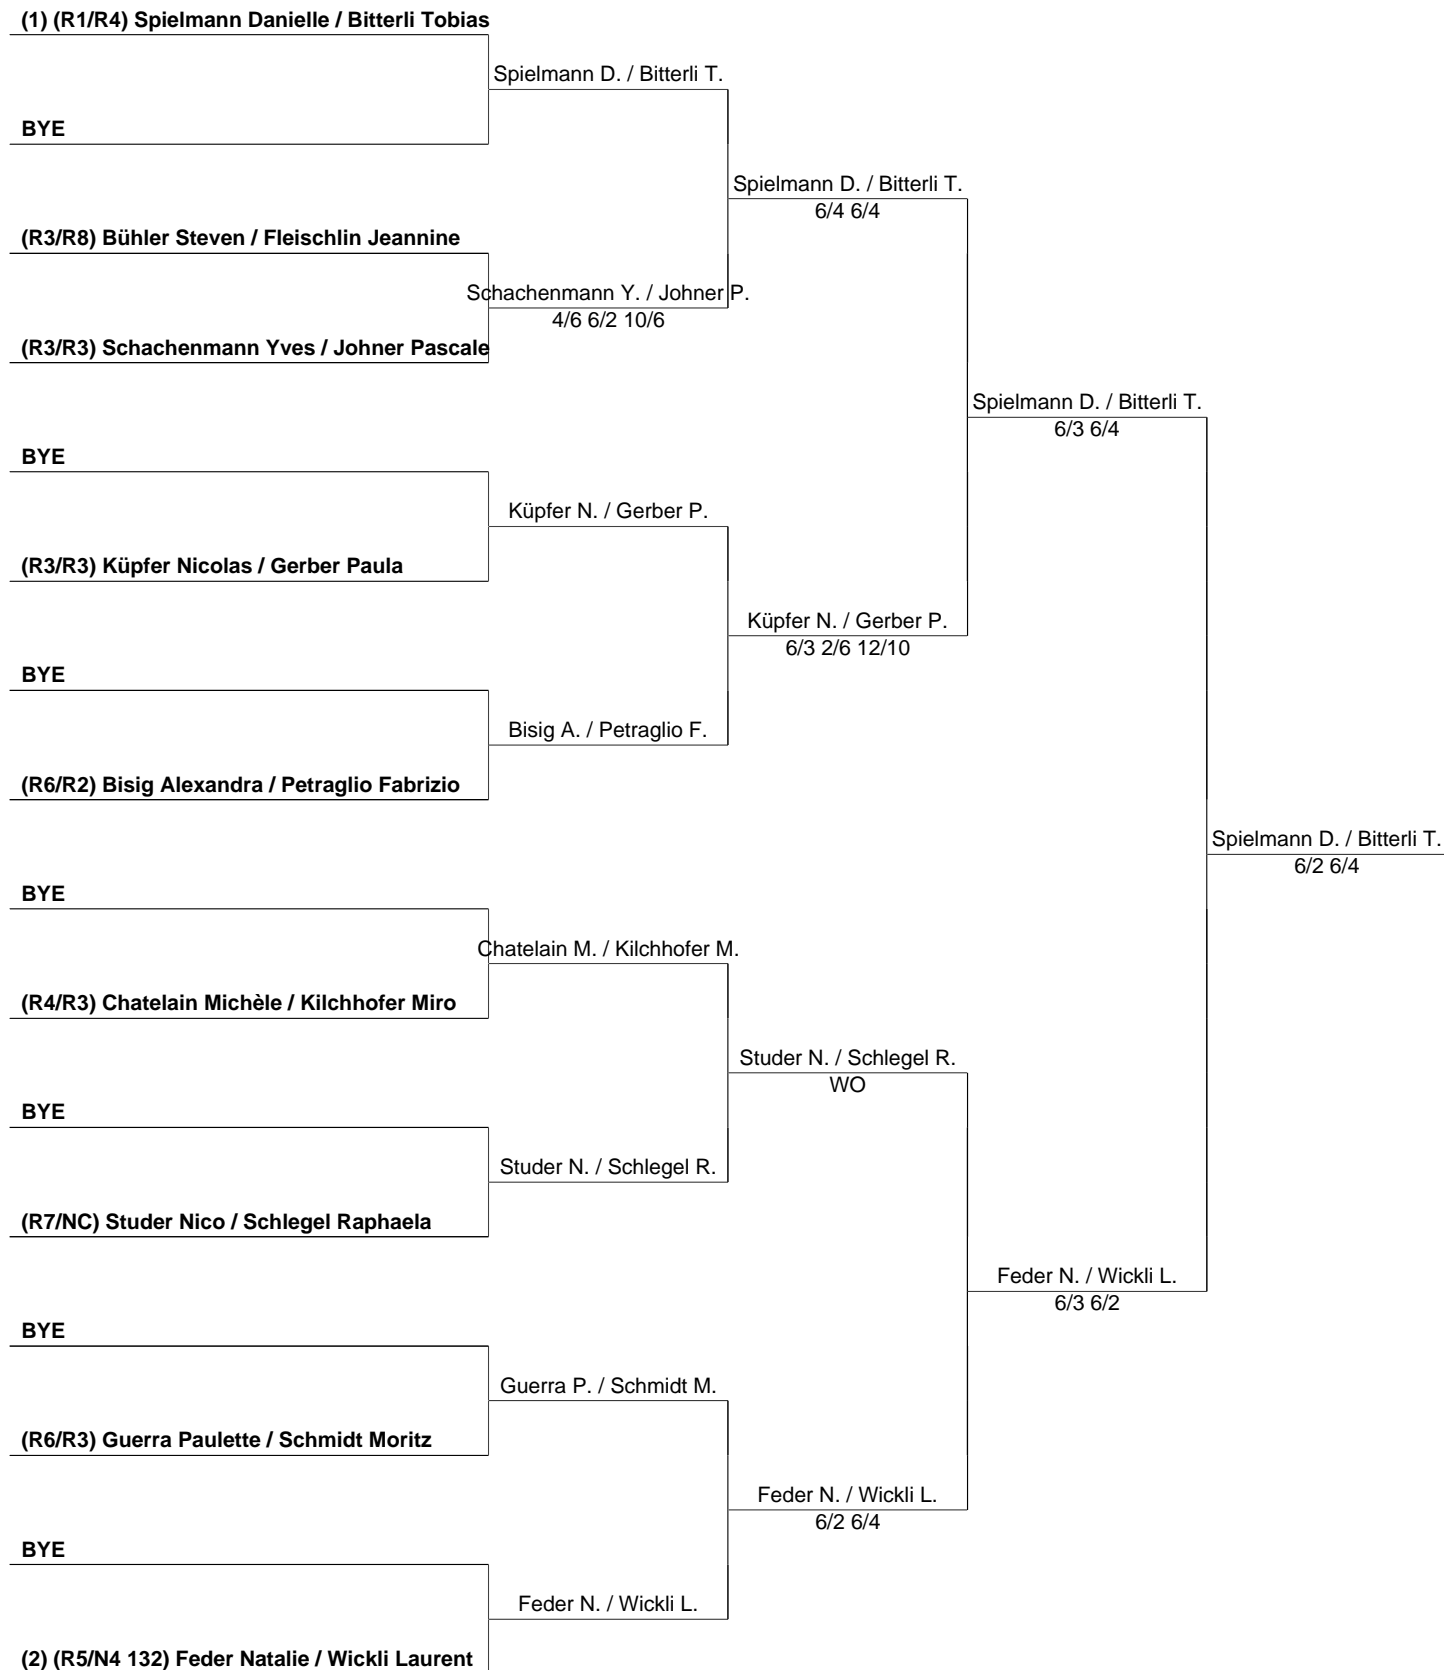 (1) (R1/R4) Spielmann Danielle / Bitterli Tobias
Spielmann D. / Bitterli T.
BYE
Spielmann D. / Bitterli T.
6/4 6/4
(R3/R8) Bühler Steven / Fleischlin Jeannine
Schachenmann Y. / Johner P.
4/6 6/2 10/6
(R3/R3) Schachenmann Yves / Johner Pascale
Spielmann D. / Bitterli T.
6/3 6/4
BYE
Küpfer N. / Gerber P.
(R3/R3) Küpfer Nicolas / Gerber Paula
Küpfer N. / Gerber P.
6/3 2/6 12/10
BYE
Bisig A. / Petraglio F.
(R6/R2) Bisig Alexandra / Petraglio Fabrizio
Spielmann D. / Bitterli T.
6/2 6/4
BYE
Chatelain M. / Kilchhofer M.
(R4/R3) Chatelain Michèle / Kilchhofer Miro
Studer N. / Schlegel R.
WO
BYE
Studer N. / Schlegel R.
(R7/NC) Studer Nico / Schlegel Raphaela
Feder N. / Wickli L.
6/3 6/2
BYE
Guerra P. / Schmidt M.
(R6/R3) Guerra Paulette / Schmidt Moritz
Feder N. / Wickli L.
6/2 6/4
BYE
Feder N. / Wickli L.
(2) (R5/N4 132) Feder Natalie / Wickli Laurent